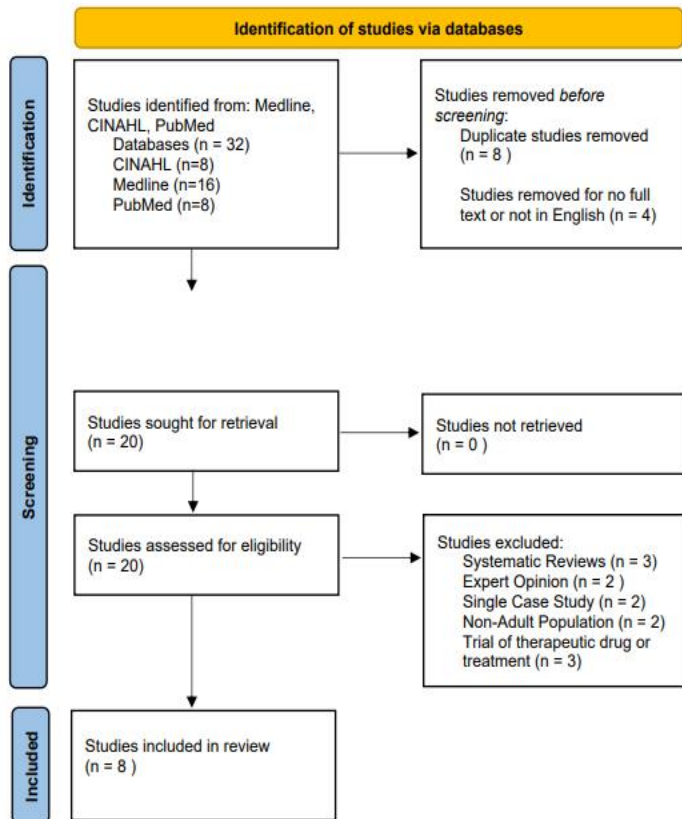 Identification of studies via databases
Identification
Studies identified from: Medline,
CINAHL, PubMed
Databases (n = 32)
CINAHL (n=8)
Medline (n=16)
PubMed (n=8)
Studies removed before
screening:
Duplicate studies removed
(n = 8 )
Studies removed for no full
text or not in English (n = 4)
Screening
Studies sought for retrieval
(n = 20)
Studies not retrieved
(n = 0 )
Studies assessed for eligibility
(n = 20)
Studies excluded:
Systematic Reviews (n = 3)
Expert Opinion (n = 2 )
Single Case Study (n = 2)
Non-Adult Population (n = 2)
Trial of therapeutic drug or
treatment (n = 3)
Included
Studies included in review
(n = 8 )